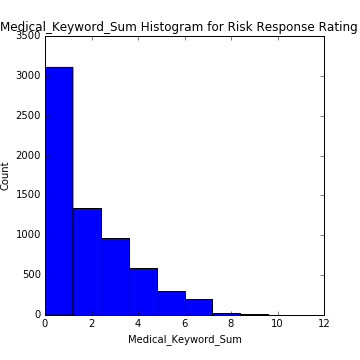 Medical_Keyword_Sum Histogram for Risk Response Rating
3500
3000
2500
2000
1500
1000
500
0
Count
0 2 4 6 8 10 12
Medical_Keyword_Sum